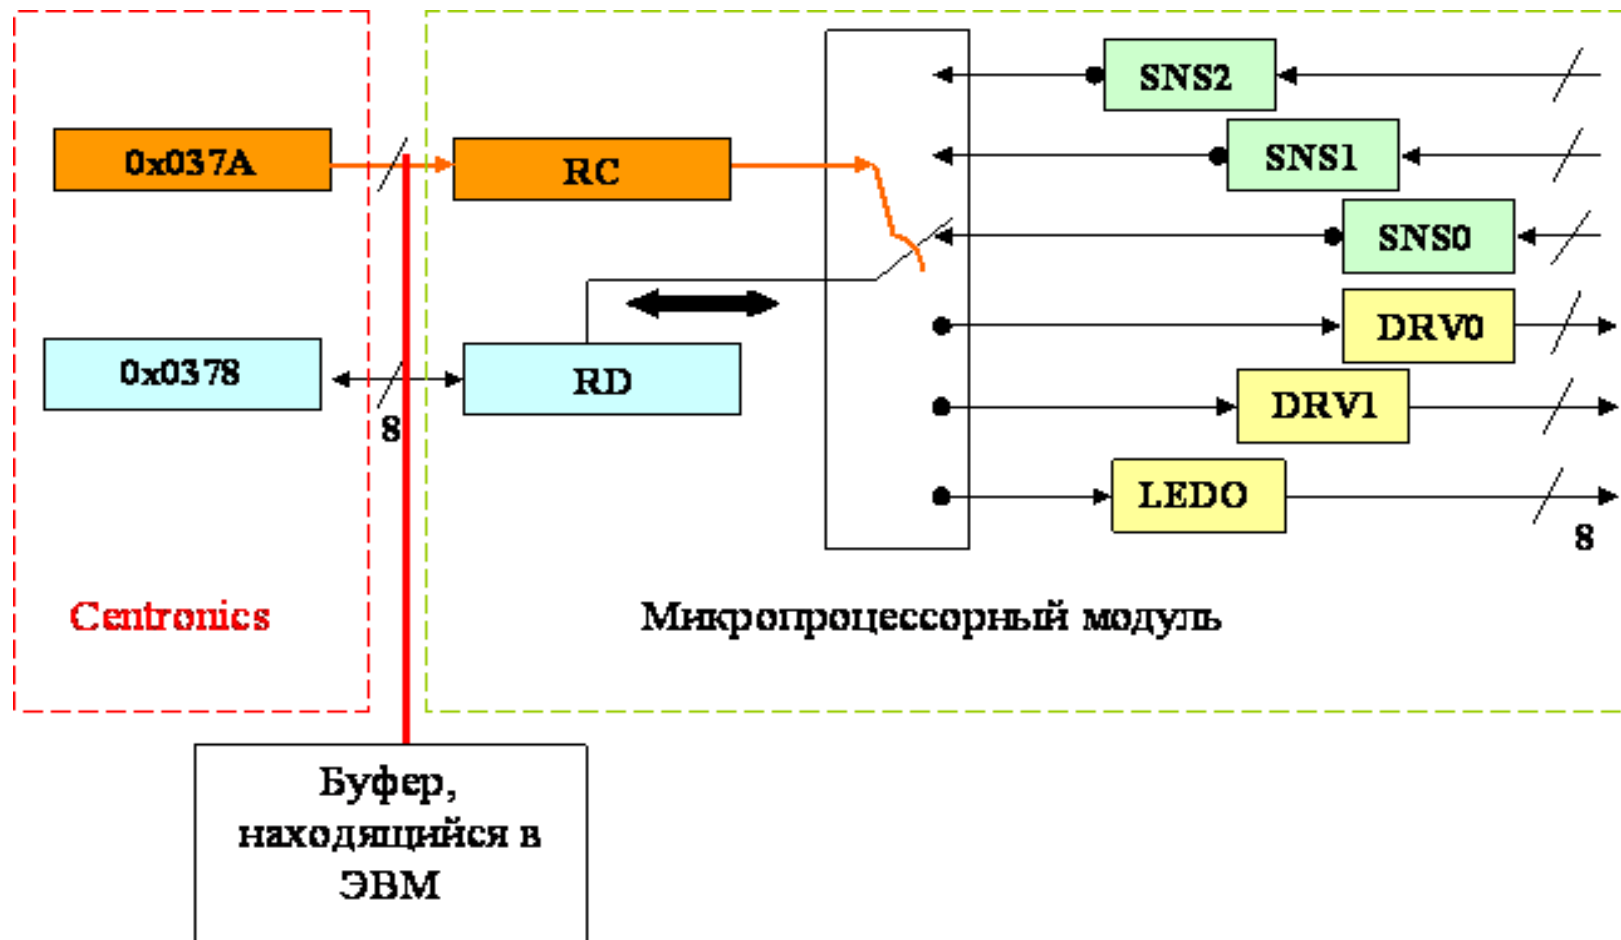 SNS2
0x037A
RC
SNS1
SNS0
0x0378
RD
8
DRV0
DRV1
LEDO
8
Centronics
Микропроцессорный модуль
Буфер,
находящийся в
ЭВМ